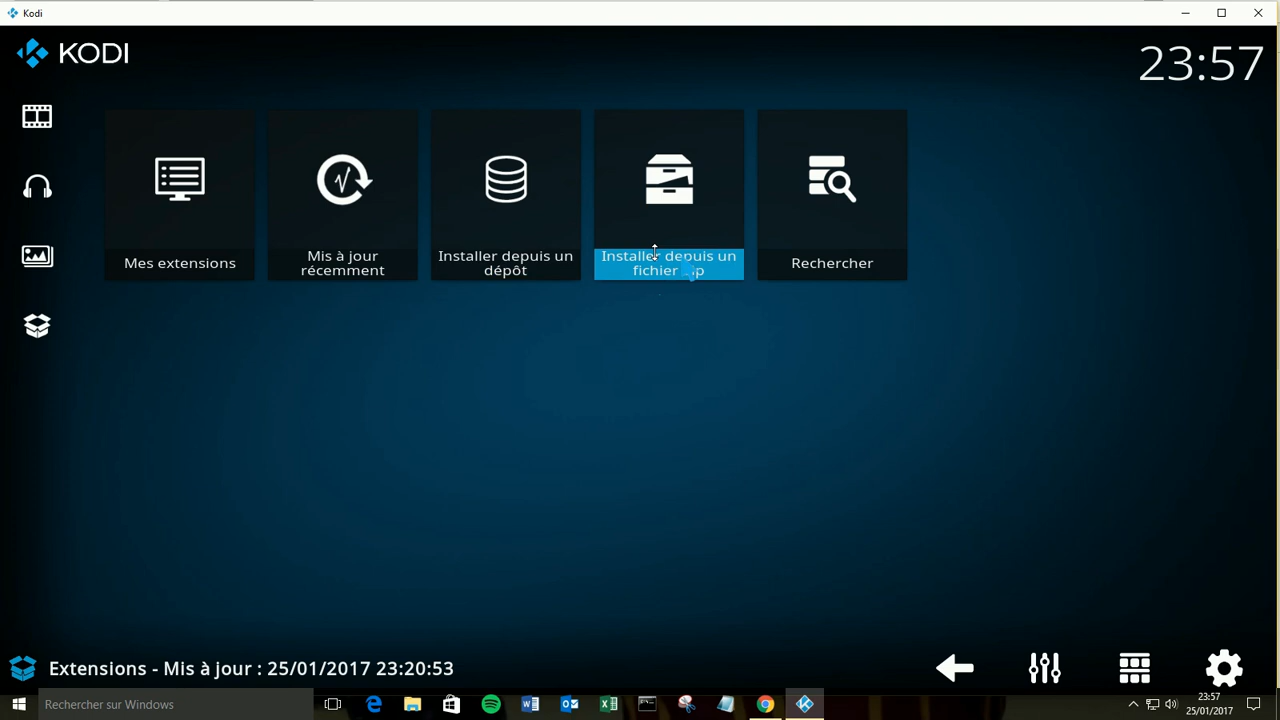 Kodi
KODI
23:57
Mes extensions
Mis à jour
récemment
Installer depuis un
dépôt
Installer depuis un
fichier
Rechercher
Extensions - Mis à jour : 25/01/2017 23:20:53
Rechercher sur Windows
23:57
25/01/2017